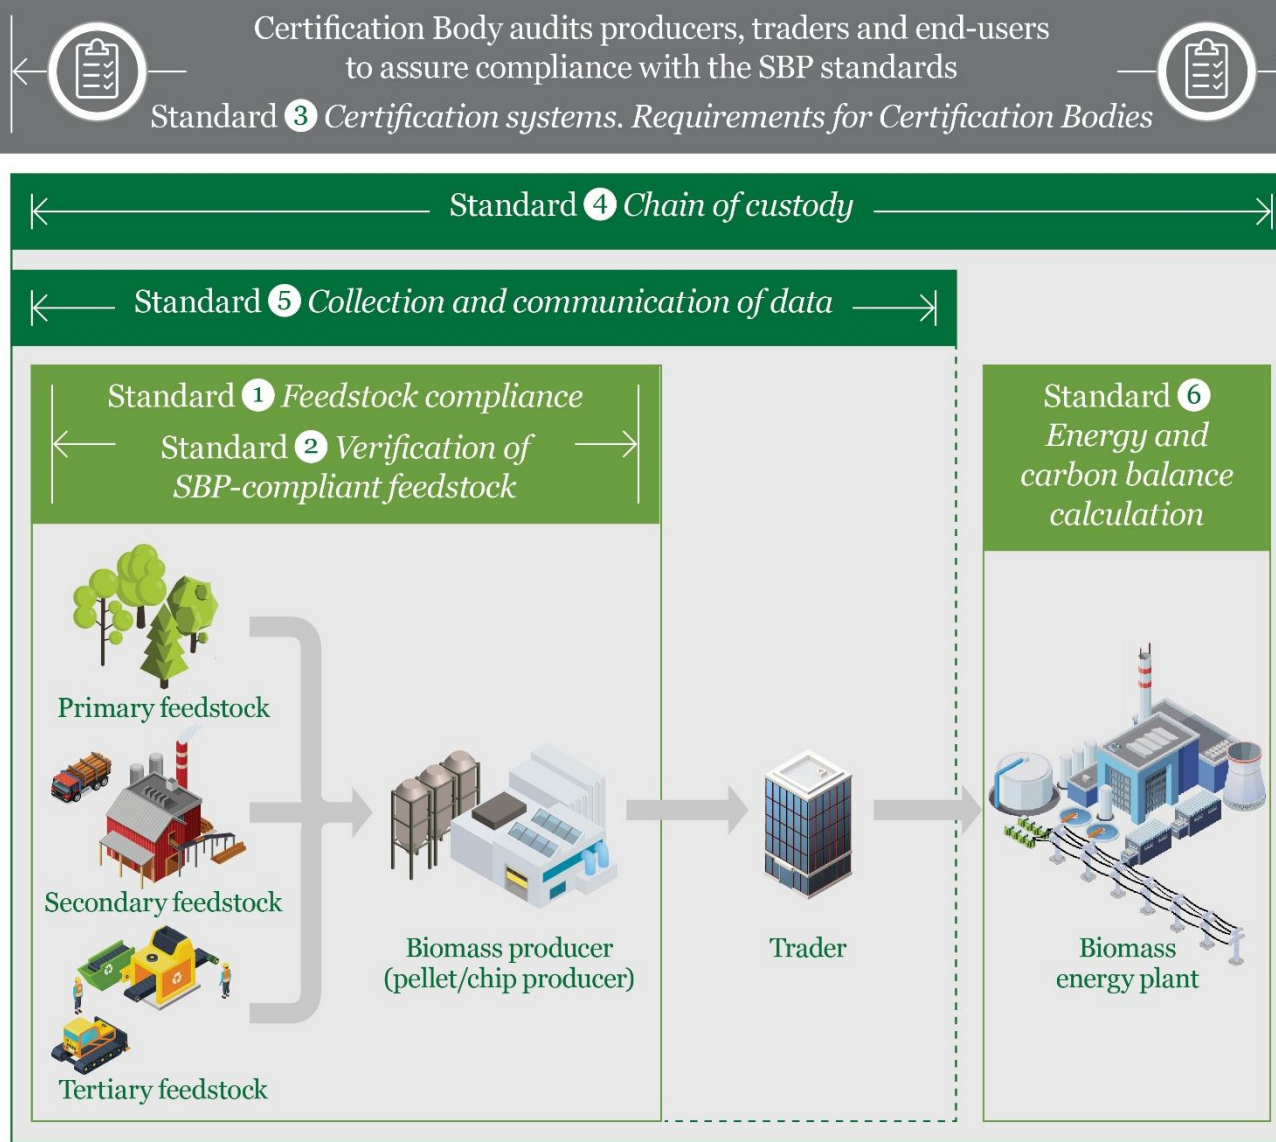 Certification Body audits producers, traders and end-users
to assure compliance with the SBP standards
Standard 3 Certification systems. Requirements for Certification Bodies
Standard 4 Chain of custody
Standard 5 Collection and communication of data
Standard 1 Feedstock compliance
Standard 2 Verification of
SBP-compliant feedstock
Standard 6
Energy and
carbon balance
calculation
Primary feedstock
Secondary feedstock
Tertiary feedstock
Biomass producer
(pellet/chip producer)
Trader
Biomass
energy plant